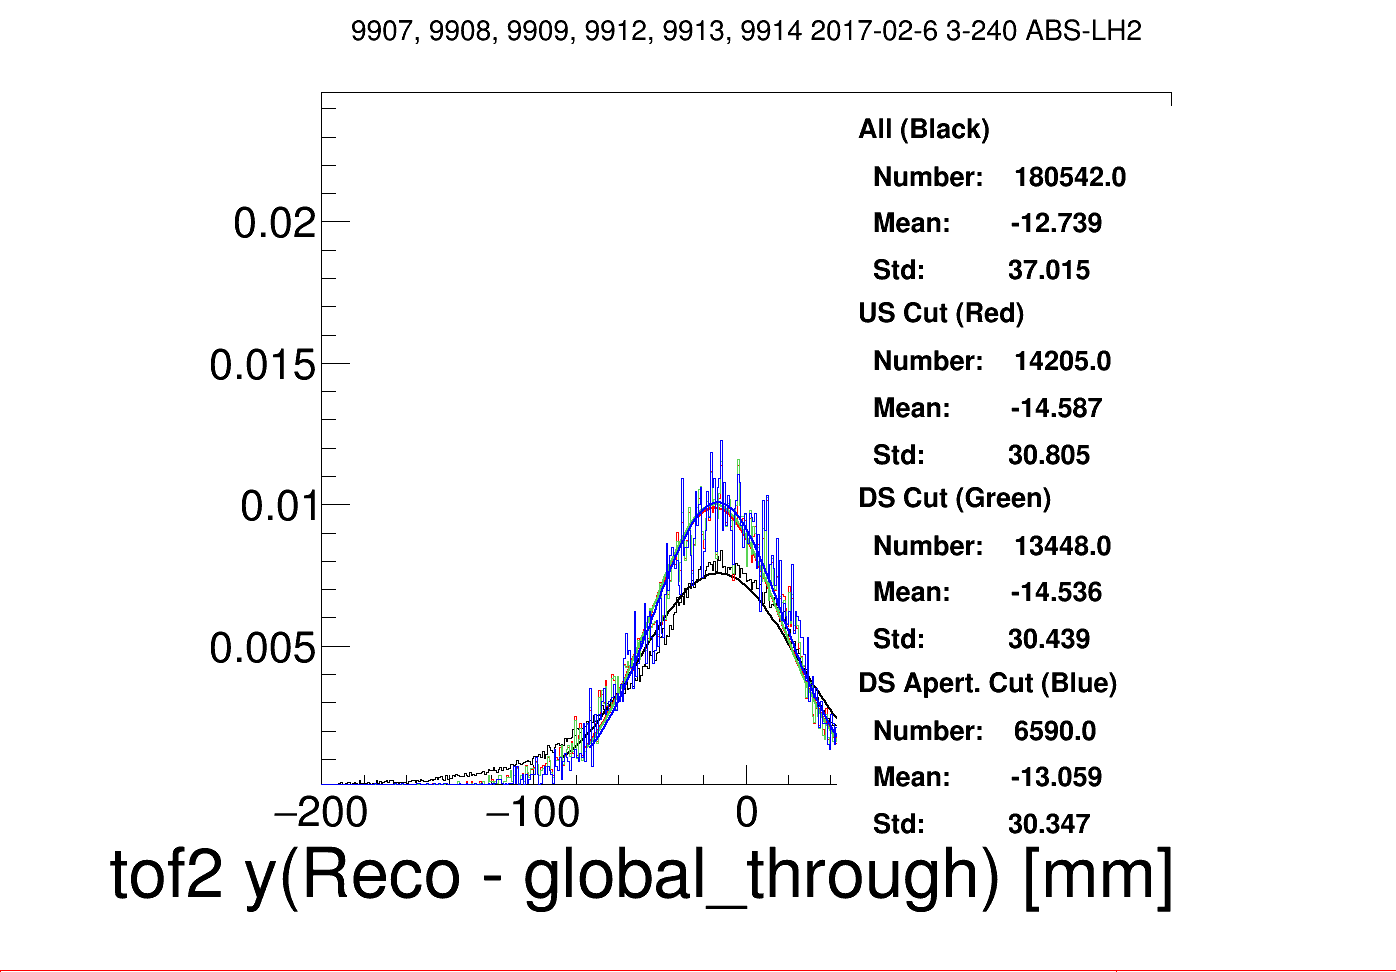 9907, 9908, 9909, 9912, 9913, 9914 2017-02-6 3-240 ABS-LH2
All (Black)
Number: 180542.0
Mean: -12.739
Std: 37.015
US Cut (Red)
Number: 14205.0
Mean: -14.587
Std: 30.805
DS Cut (Green)
Number: 13448.0
Mean: -14.536
Std: 30.439
DS Apert. Cut (Blue)
Number: 6590.0
Mean: -13.059
Std: 30.347
0.02
0.015
0.01
0.005
−200 −100 0
tof2 y(Reco - global_through) [mm]